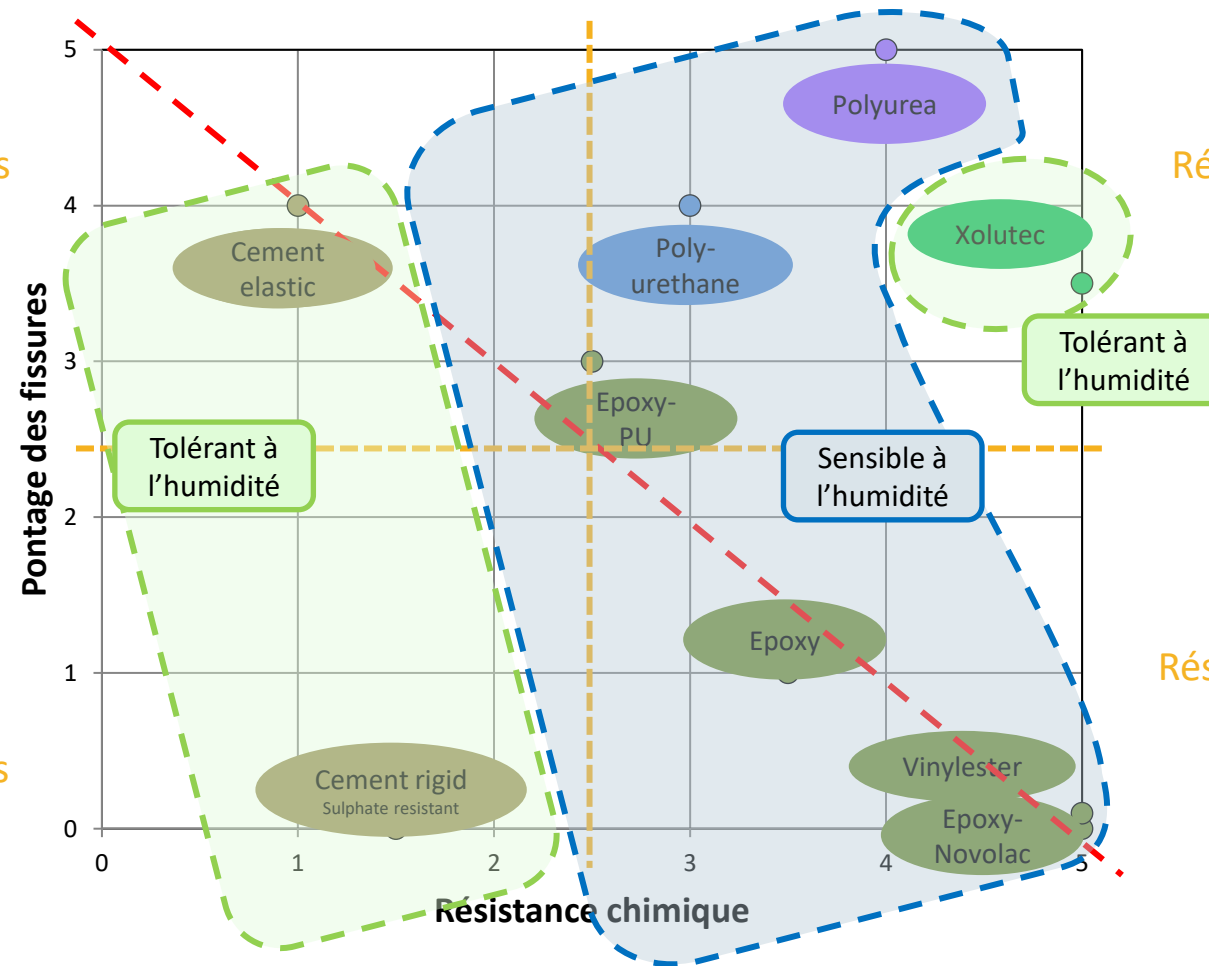 5
Polyurea
s
Ré
4
Xolutec
Cement
elastic
Poly-
urethane
Pontage des fissures
3
Tolérant à
l’humidité
Epoxy-
PU
Tolérant à
l’humidité
Sensible à
l’humidité
2
Epoxy
1
Rés
s
Cement rigid
Sulphate resistant
Vinylester
Epoxy-
Novolac
0
0
1
2
3
4
5
Résistance chimique